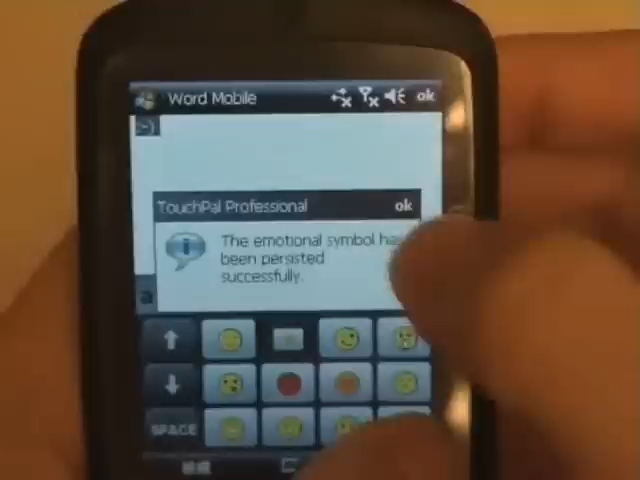 Word Mobile ok
:-)
TouchPal Professional ok
The emotional symbol has
been persisted
successfully.
SPACE